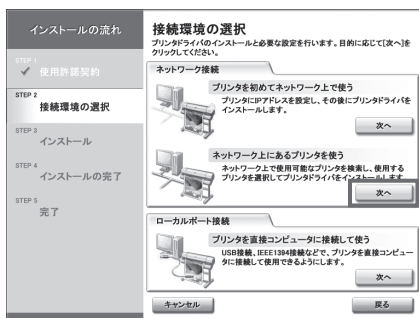 インストールの流れ
STEP 1
使用許諾契約
STEP 2
接続環境の選択
STEP 3
インストール
STEP 4
インストールの完了
STEP 5
完了
接続環境の選択
プリンタドライバのインストールと必要な設定を行います。目的に応じて[次へ]を
クリックしてください。
ネットワーク接続
プリンタを初めてネットワーク上で使う
プリンタにIPアドレスを設定し、その後にプリンタドライバを
インストールします。
次へ
ネットワーク上にあるプリンタを使う
ネットワーク上で使用可能なプリンタを検索し、使用する
プリンタを選択してプリンタドライバをインストールします。
次へ
ローカルポート接続
プリンタを直接コンピュータに接続して使う
USB接続、IEEE1394接続などで、プリンタを直接コンピュー
タに接続して使用できるようにします。
次へ
キャンセル
戻る